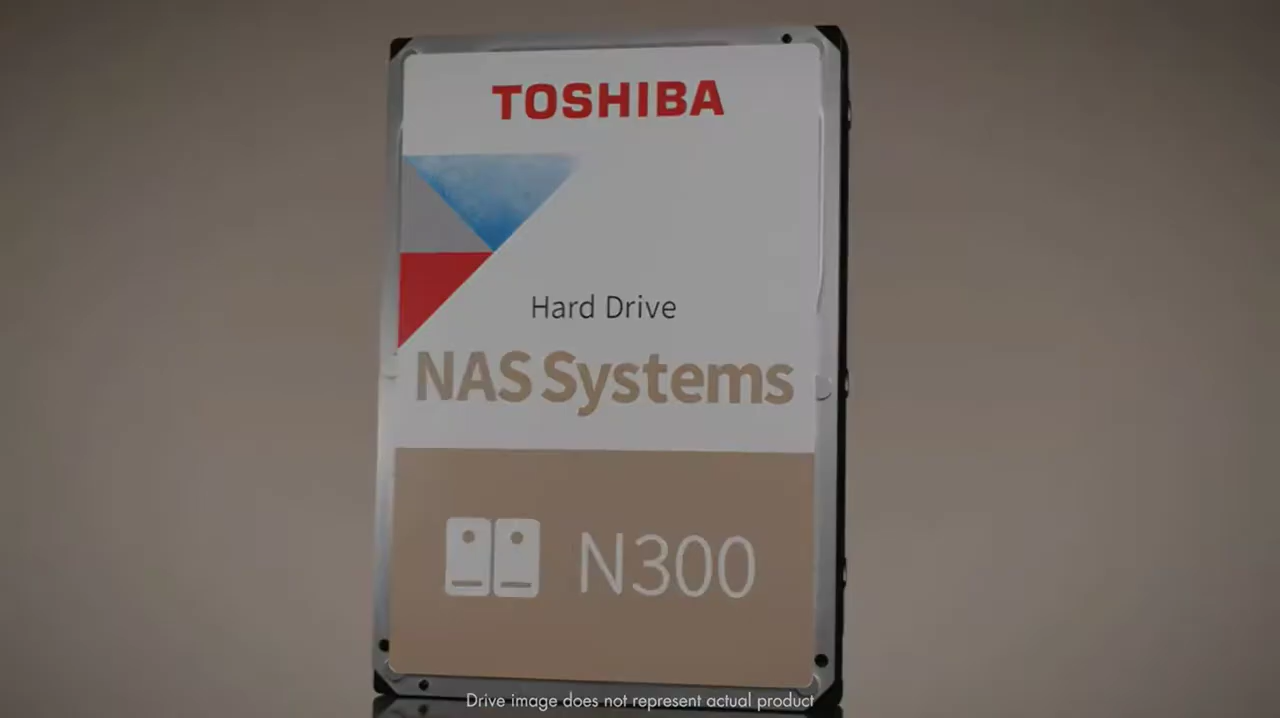 TOSHIBA
Hard Drive
NAS Systems
N300
Drive image does not represent actual product